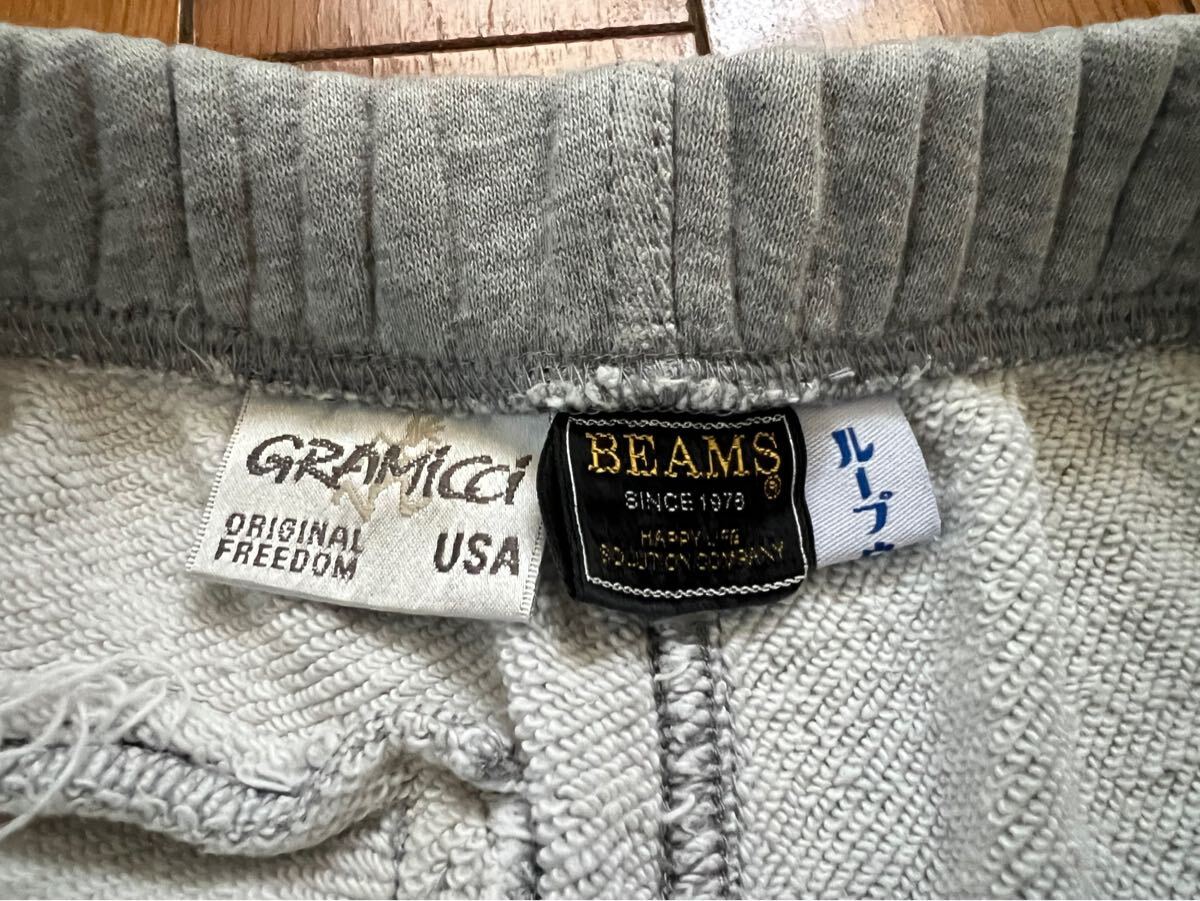 GRAMiCCi
ORIGINAL
FREEDOM
USA
BEAMS®
SINCE 1976
HAPPY LIFE
SOLUTION COMPANY
ループ